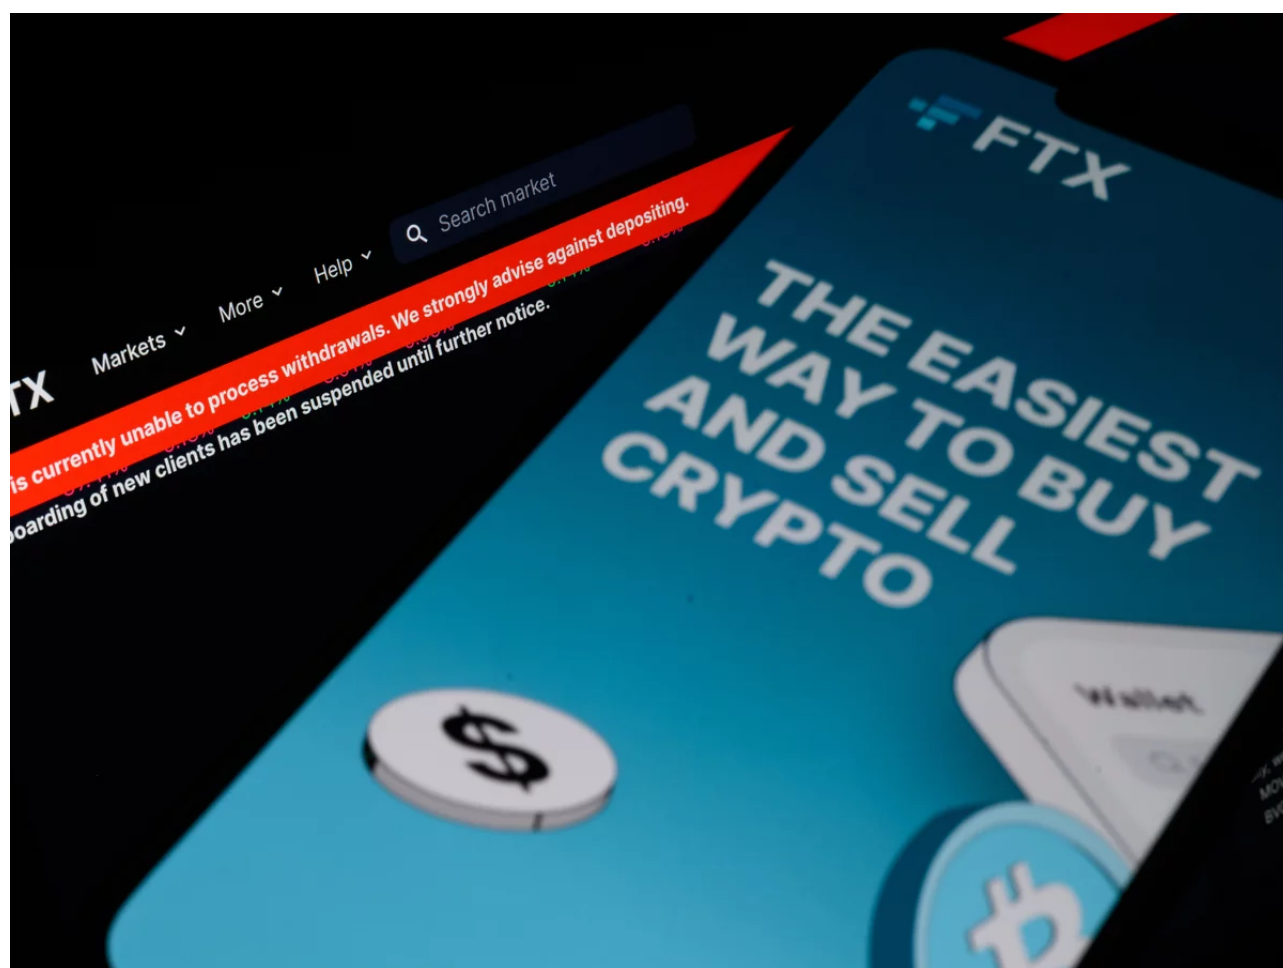 TX
Markets
More
Help
Search market
is currently unable to process withdrawals. We strongly advise against depositing.
boarding of new clients has been suspended until further notice.
FTX
THE EASIEST
WAY TO BUY
AND SELL
CRYPTO
$
Wallet
₿